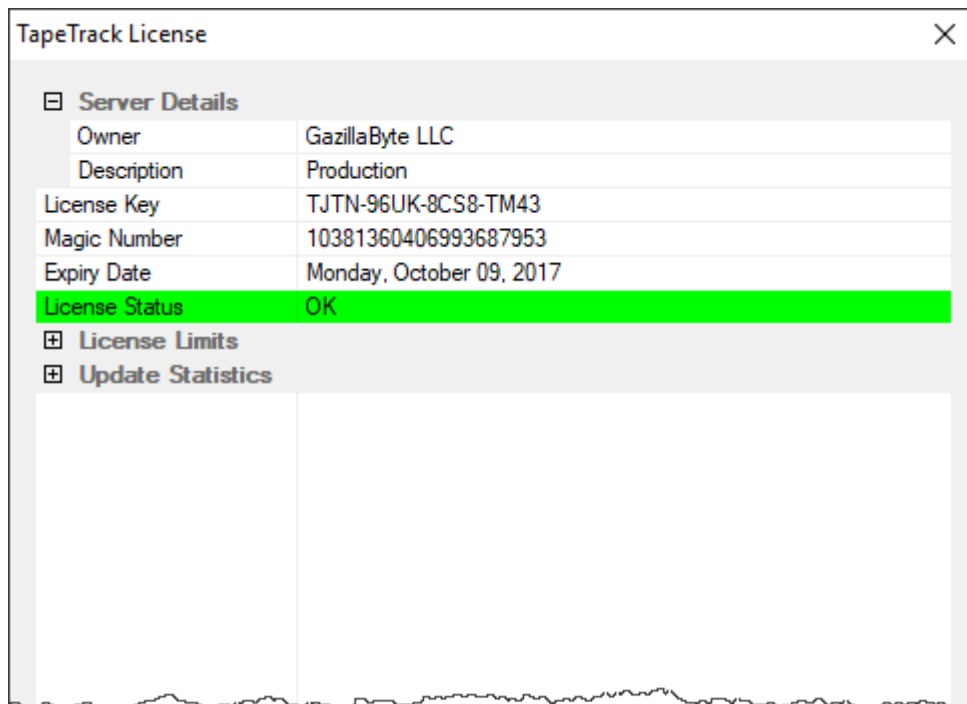 TapeTrack License
Server Details
Owner GazillaByte LLC
Description Production
License Key TJTN-96UK-8CS8-TM43
Magic Number 10381360406993687953
Expiry Date Monday, October 09, 2017
License Status OK
License Limits
Update Statistics